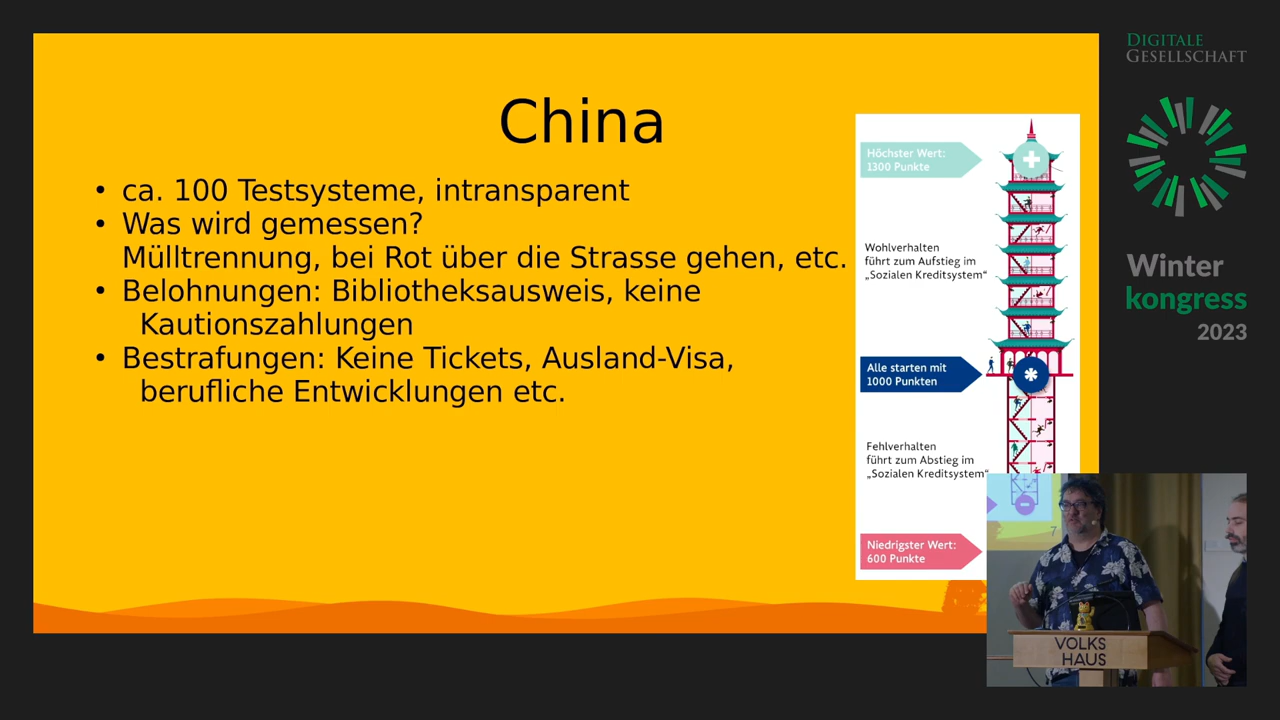 China
• ca. 100 Testsysteme, intransparent
• Was wird gemessen?
Mülltrennung, bei Rot über die Strasse gehen, etc.
• Belohnungen: Bibliotheksausweis, keine
Kautionszahlungen
• Bestrafungen: Keine Tickets, Ausland-Visa,
berufliche Entwicklungen etc.
Höchster Wert:
1300 Punkte
Wohlverhalten
führt zum Aufstieg im
„Sozialen Kreditsystem“
Alle starten mit
1000 Punkten
Fehlverhalten
führt zum Abstieg im
„Sozialen Kreditsystem“
Niedrigster Wert:
600 Punkte
DIGITALE
GESELLSCHAFT
Winter
kongress
2023
7
VOLKS
HAUS